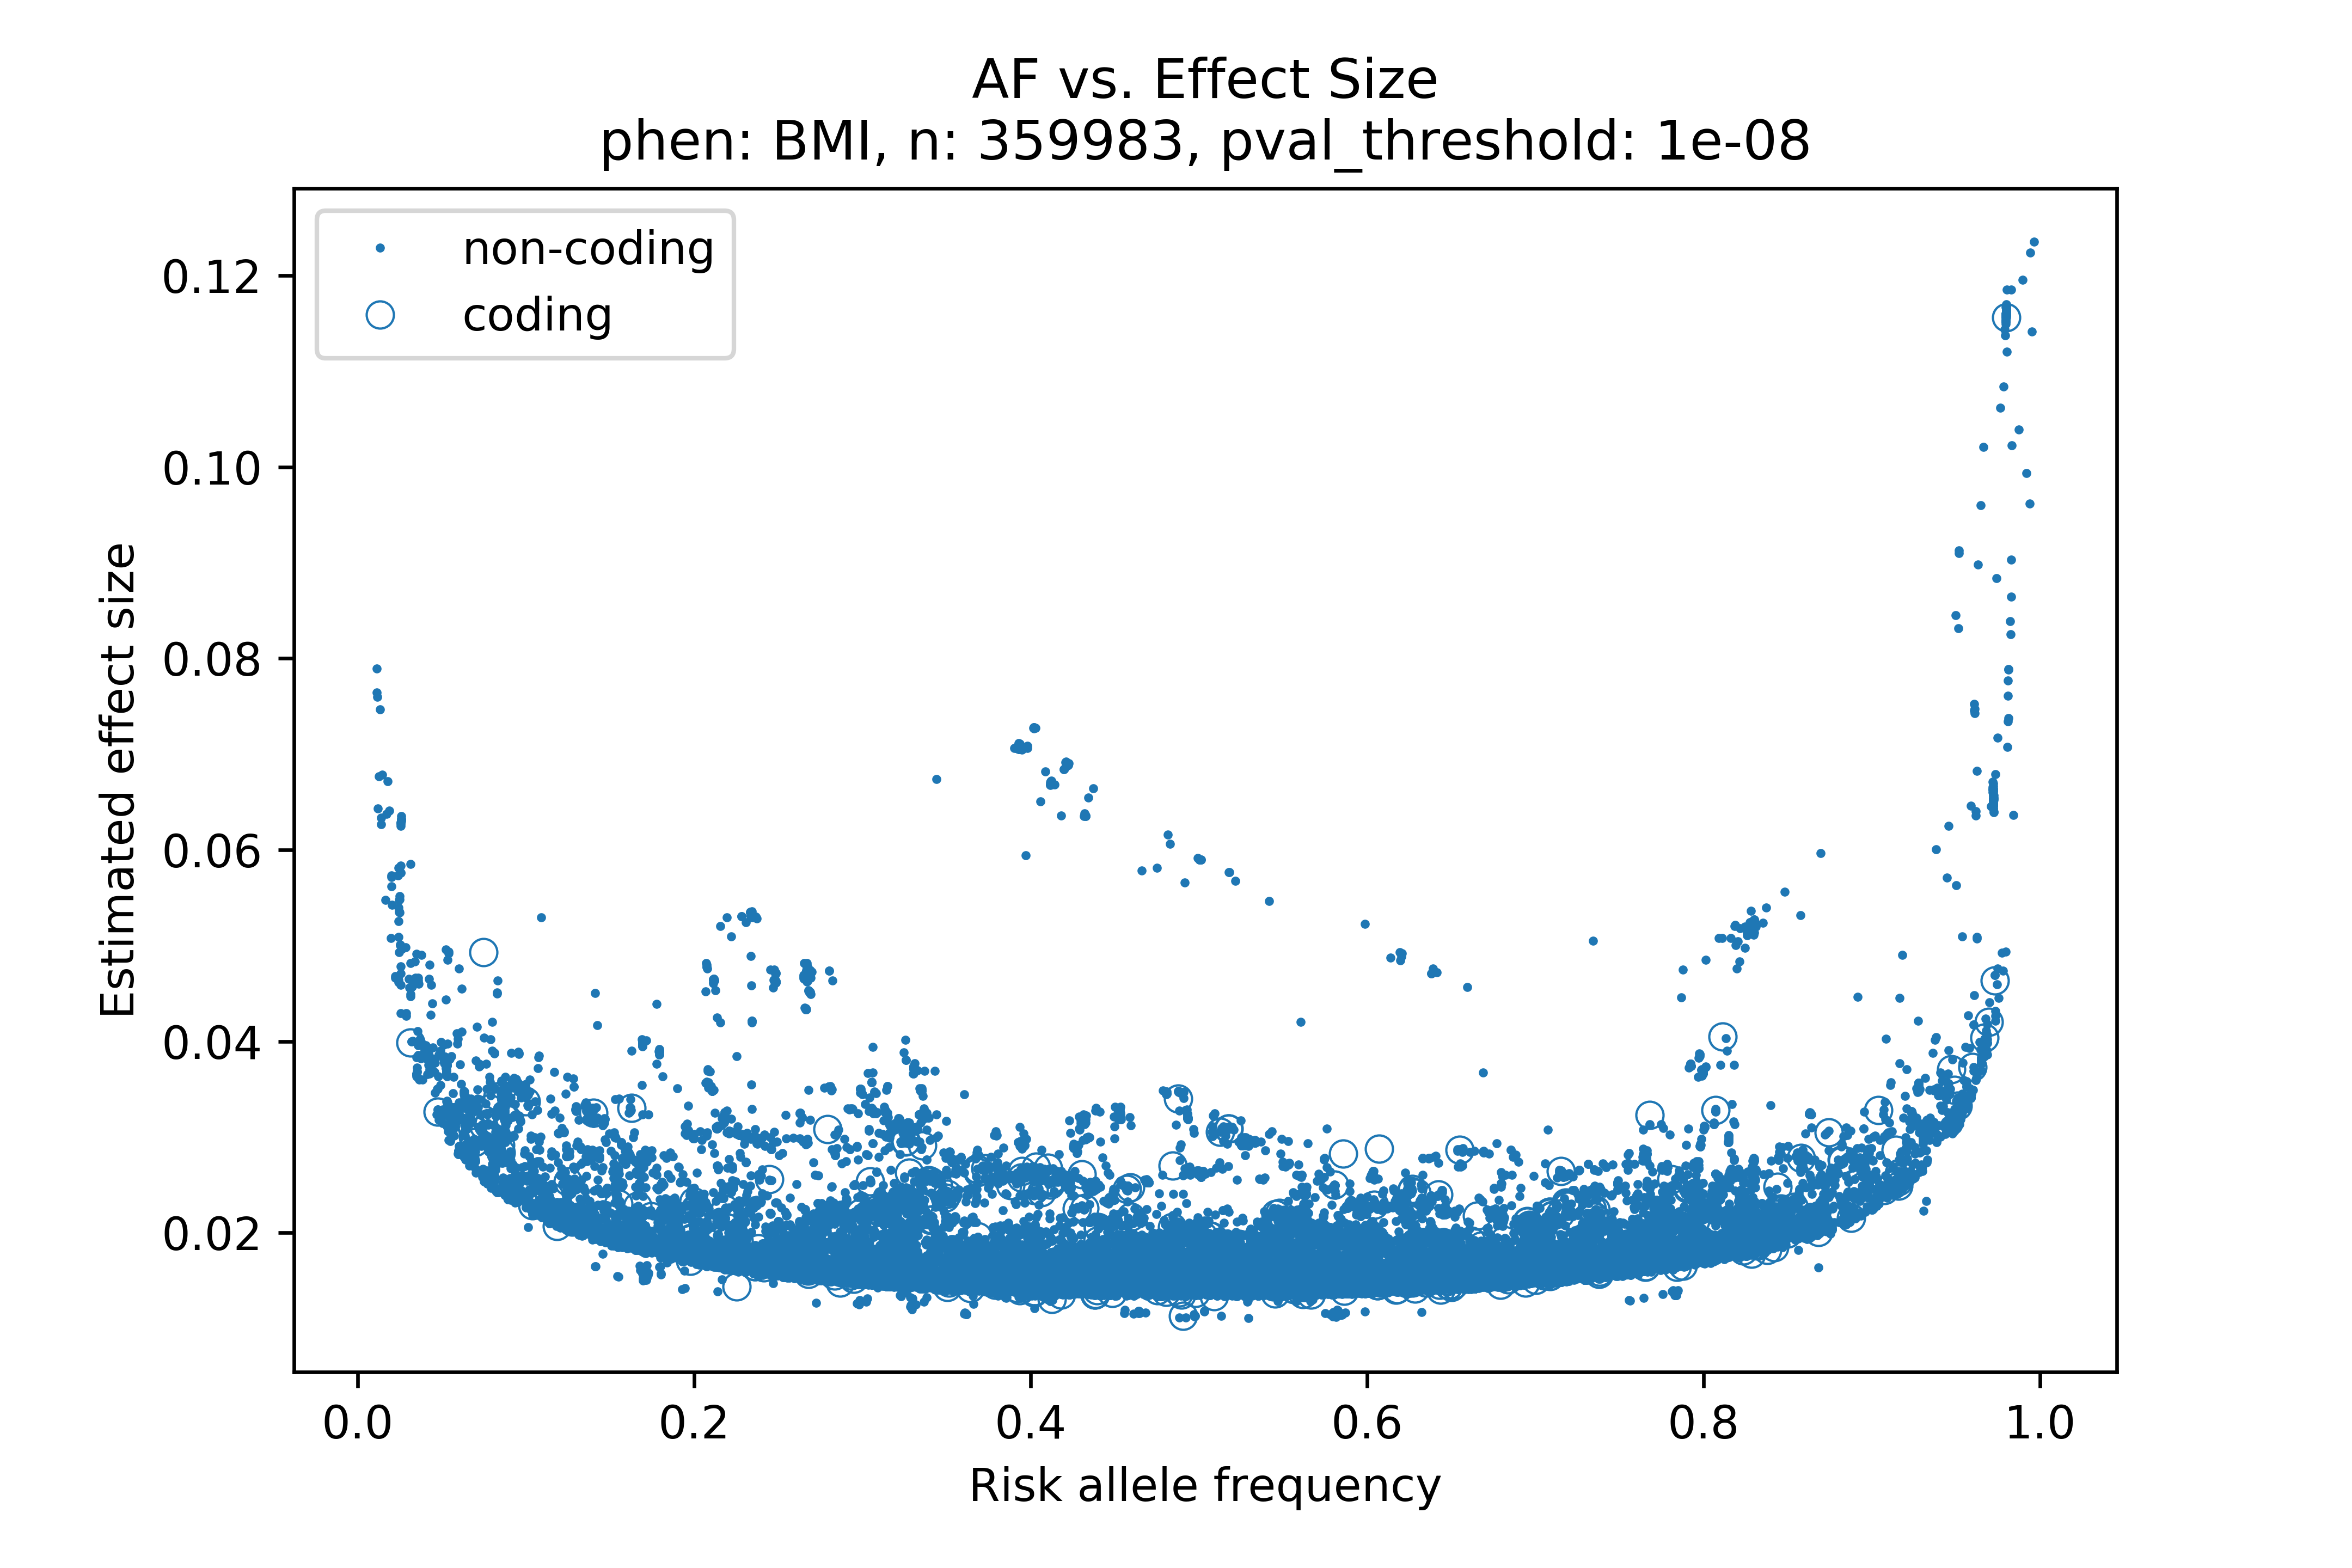 AF vs. Effect Size
phen: BMI, n: 359983, pval_threshold: 1e-08
non-coding
coding
0.12
0.10
0.08
0.06
0.04
0.02
Estimated effect size
0.0 0.2 0.4 0.6 0.8 1.0
Risk allele frequency